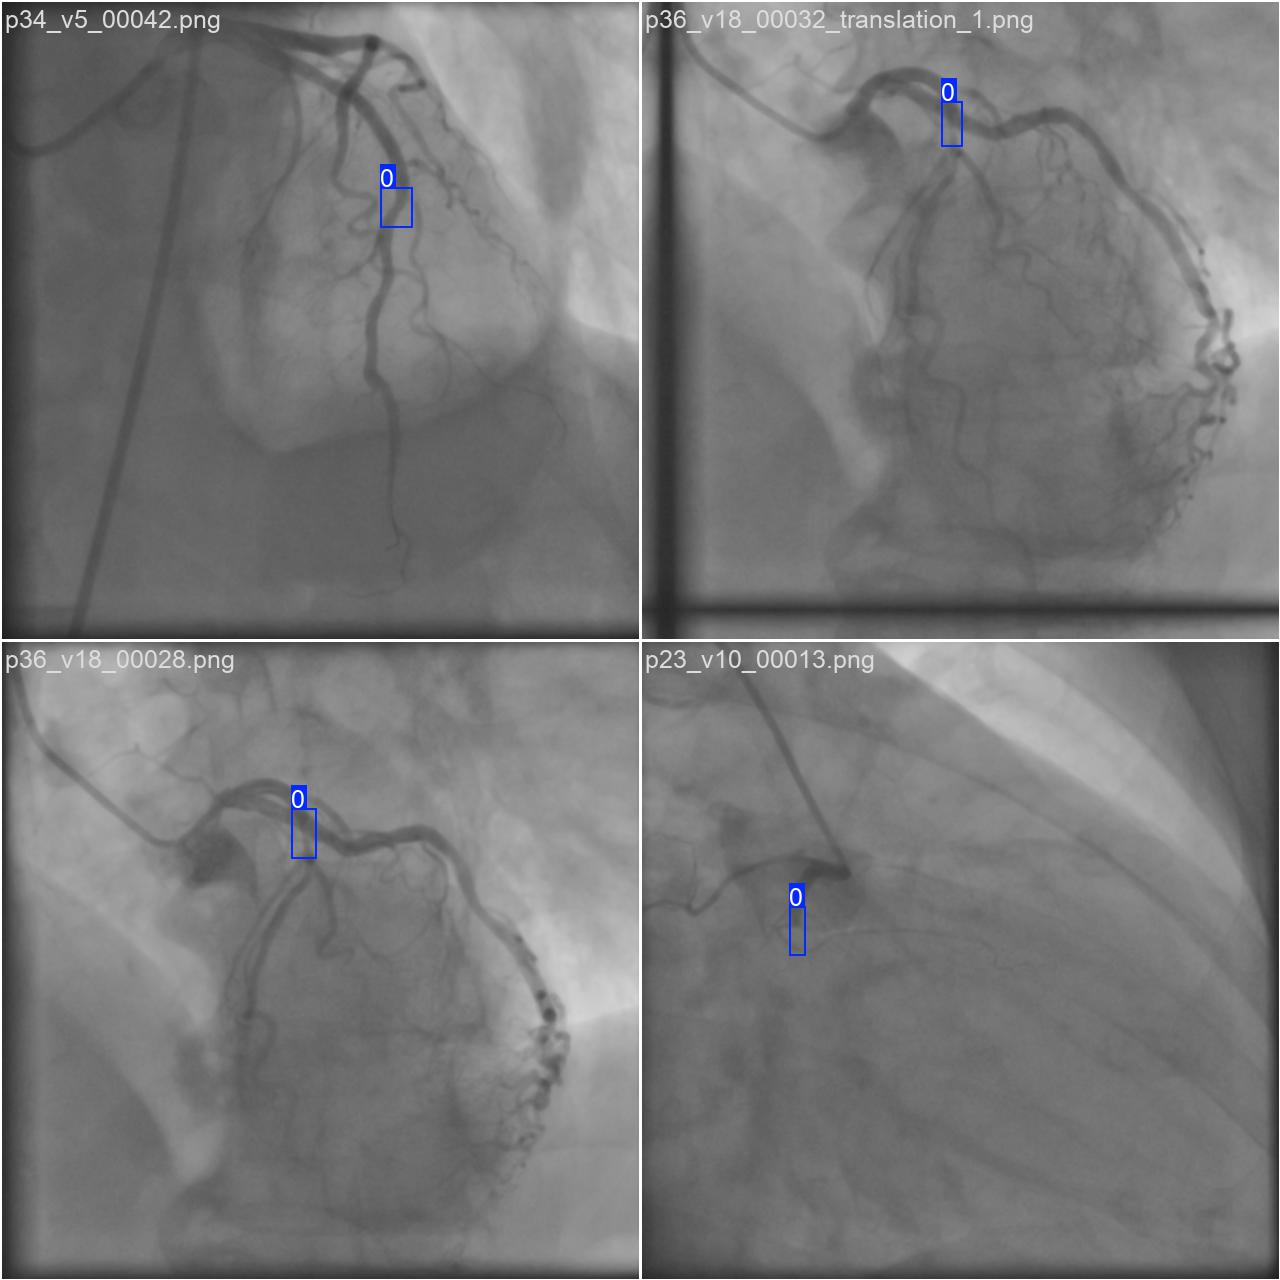 p34_v5_00042.png
p36_v18_00032_translation_1.png
0
0
p36_v18_00028.png
p23_v10_00013.png
0
0